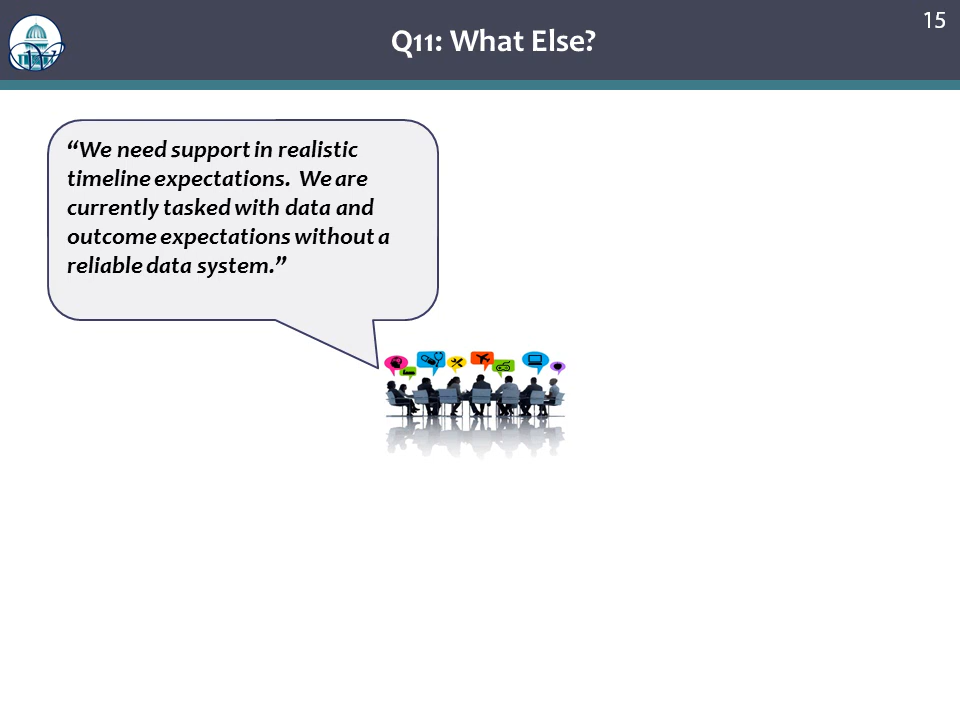 Q11: What Else?
15
“We need support in realistic
timeline expectations.  We are
currently tasked with data and
outcome expectations without a
reliable data system.”